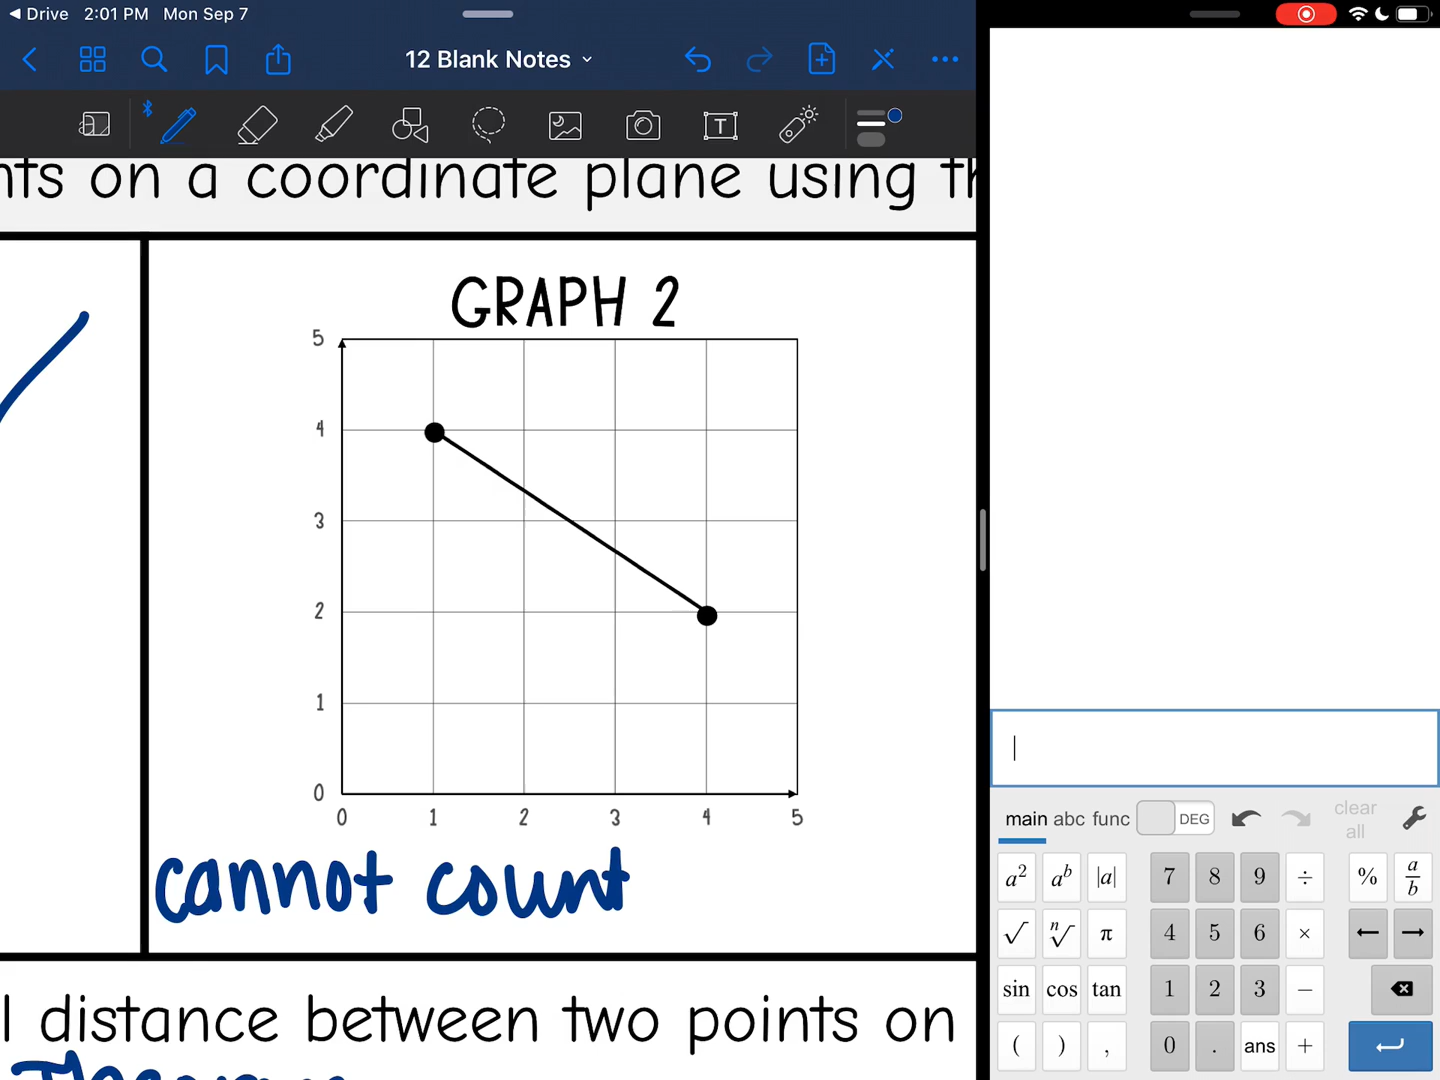 Drive 2:01 PM Mon Sep 7
12 Blank Notes
nts on a coordinate plane using th
GRAPH 2
5
4
3
2
1
0
0 1 2 3 4 5
cannot count
l distance between two points on
Theorem
main abc func DEG clear all
a² aᵇ |a| 7 8 9 ÷ % a/b
√ ⁿ√ π 4 5 6 × ← →
sin cos tan 1 2 3 −
( ) , 0 . ans +